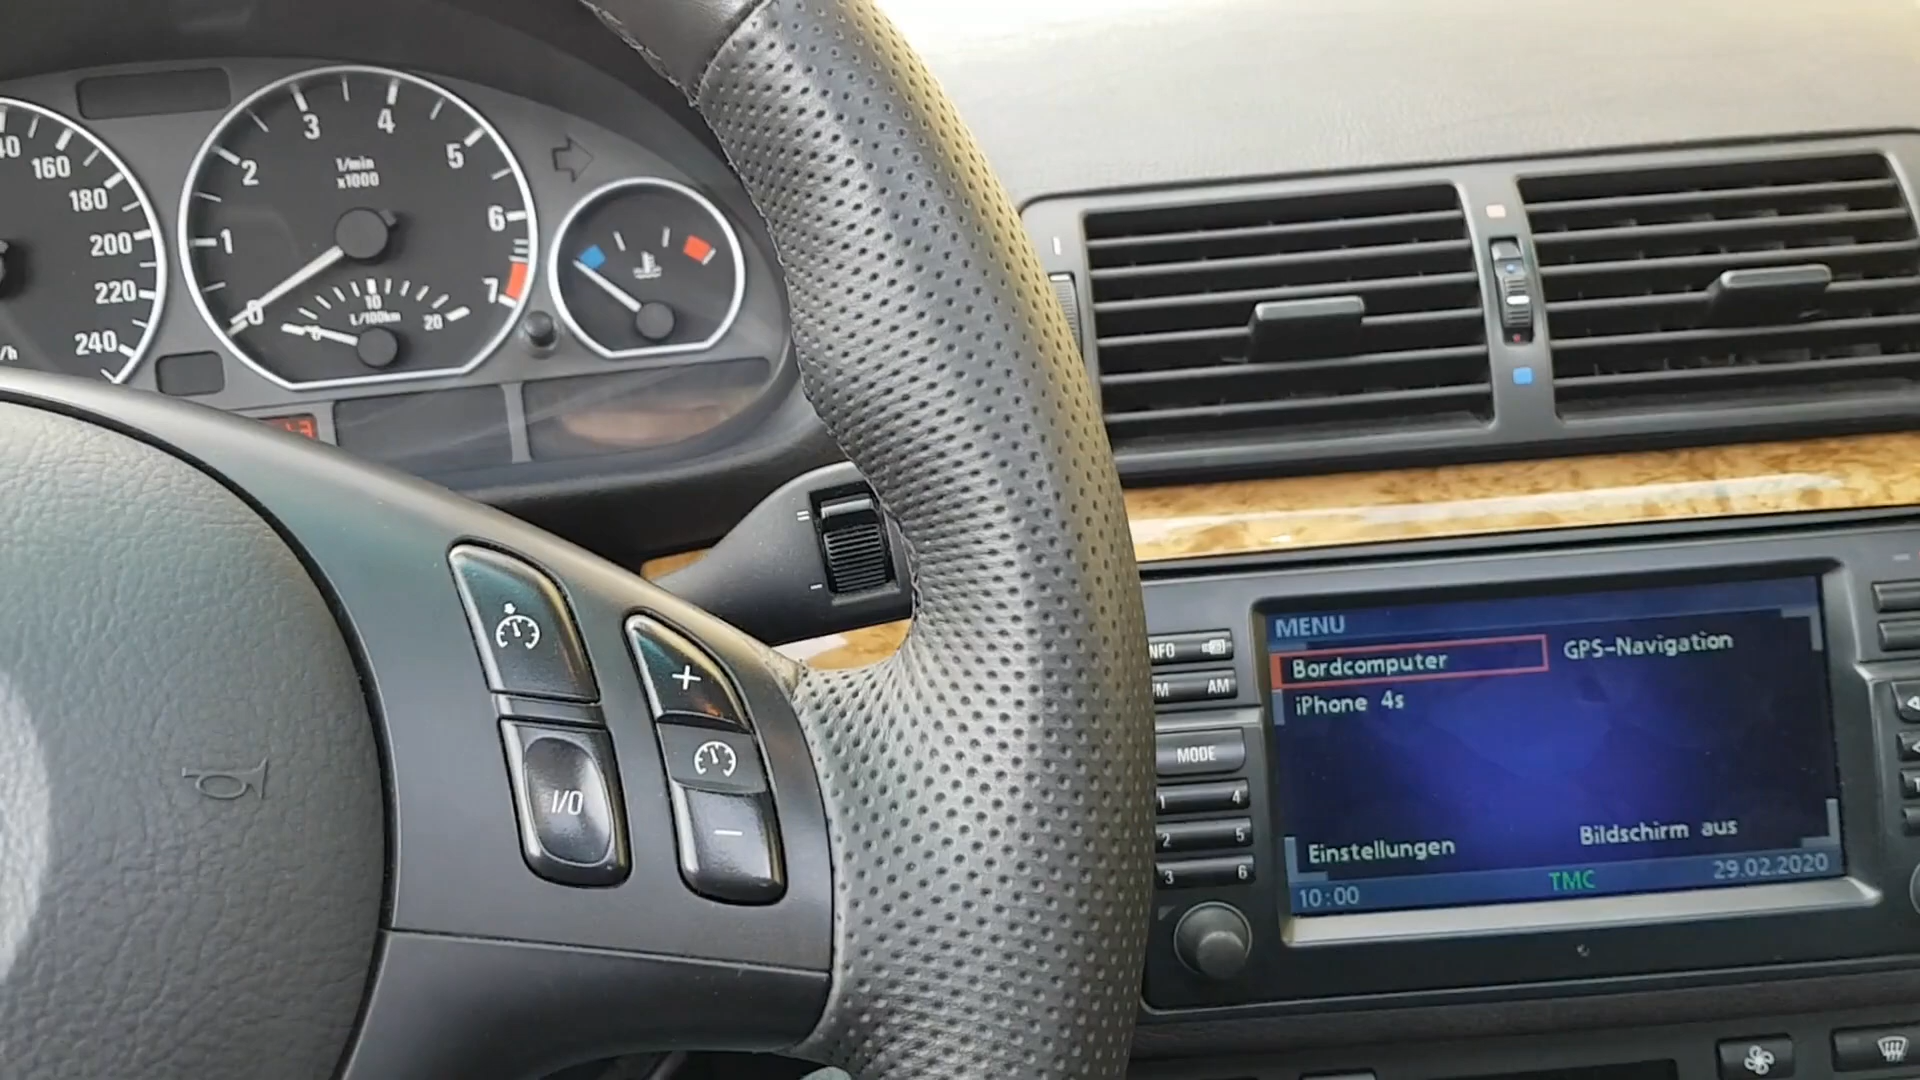 160
180
200
220
240
/h
1
2
3
4
5
6
7
0
1/min
x1000
10
20
L/100km
I/O
AM
MODE
1 4
2 5
3 6
MENU
Bordcomputer
GPS-Navigation
iPhone 4s
Einstellungen
Bildschirm aus
10:00
TMC
29.02.2020